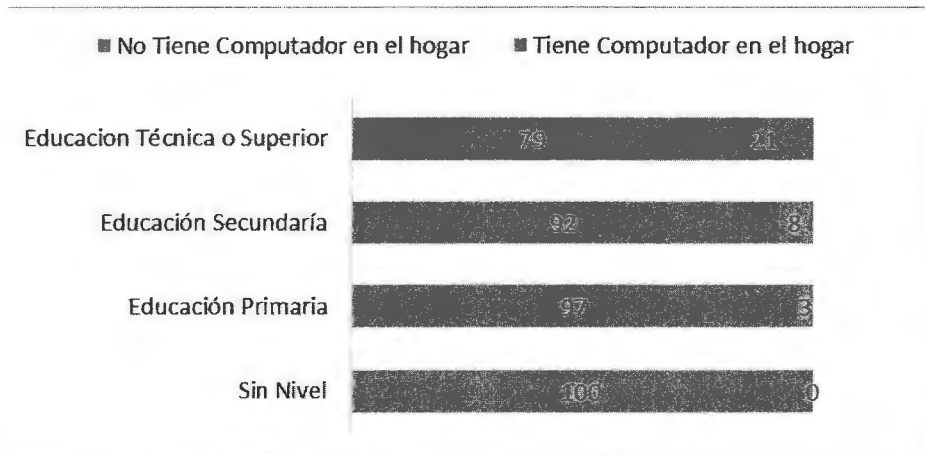 No Tiene Computador en el hogar Tiene Computador en el hogar
Educacion Técnica o Superior 79 21
Educación Secundaría 92 8
Educación Primaria 97 3
Sin Nivel 100 0